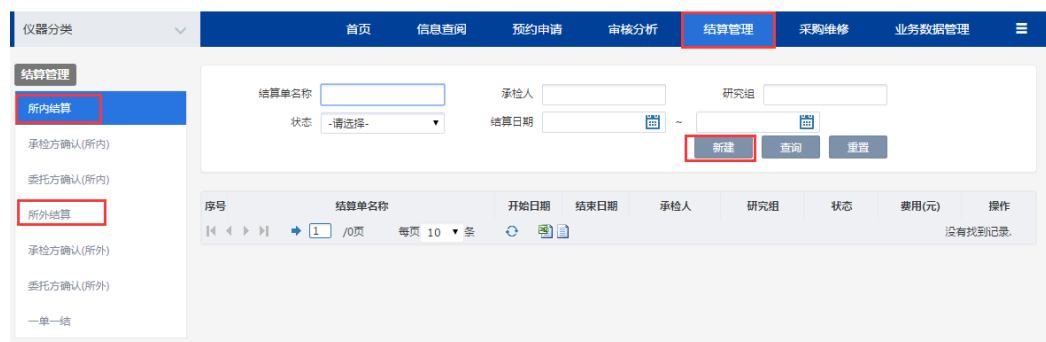 仪器分类 首页 信息查阅 预约申请 审核分析 结算管理 采购维修 业务数据管理
结算管理
所内结算
承检方确认(所内)
委托方确认(所内)
所外结算
承检方确认(所外)
委托方确认(所外)
一单一结
结算单名称 承检人 研究组
状态 -请选择- 结算日期 ~
新建 查询 重置
序号 结算单名称 开始日期 结束日期 承检人 研究组 状态 费用(元) 操作
1 /0页 每页 10 条 没有找到记录.